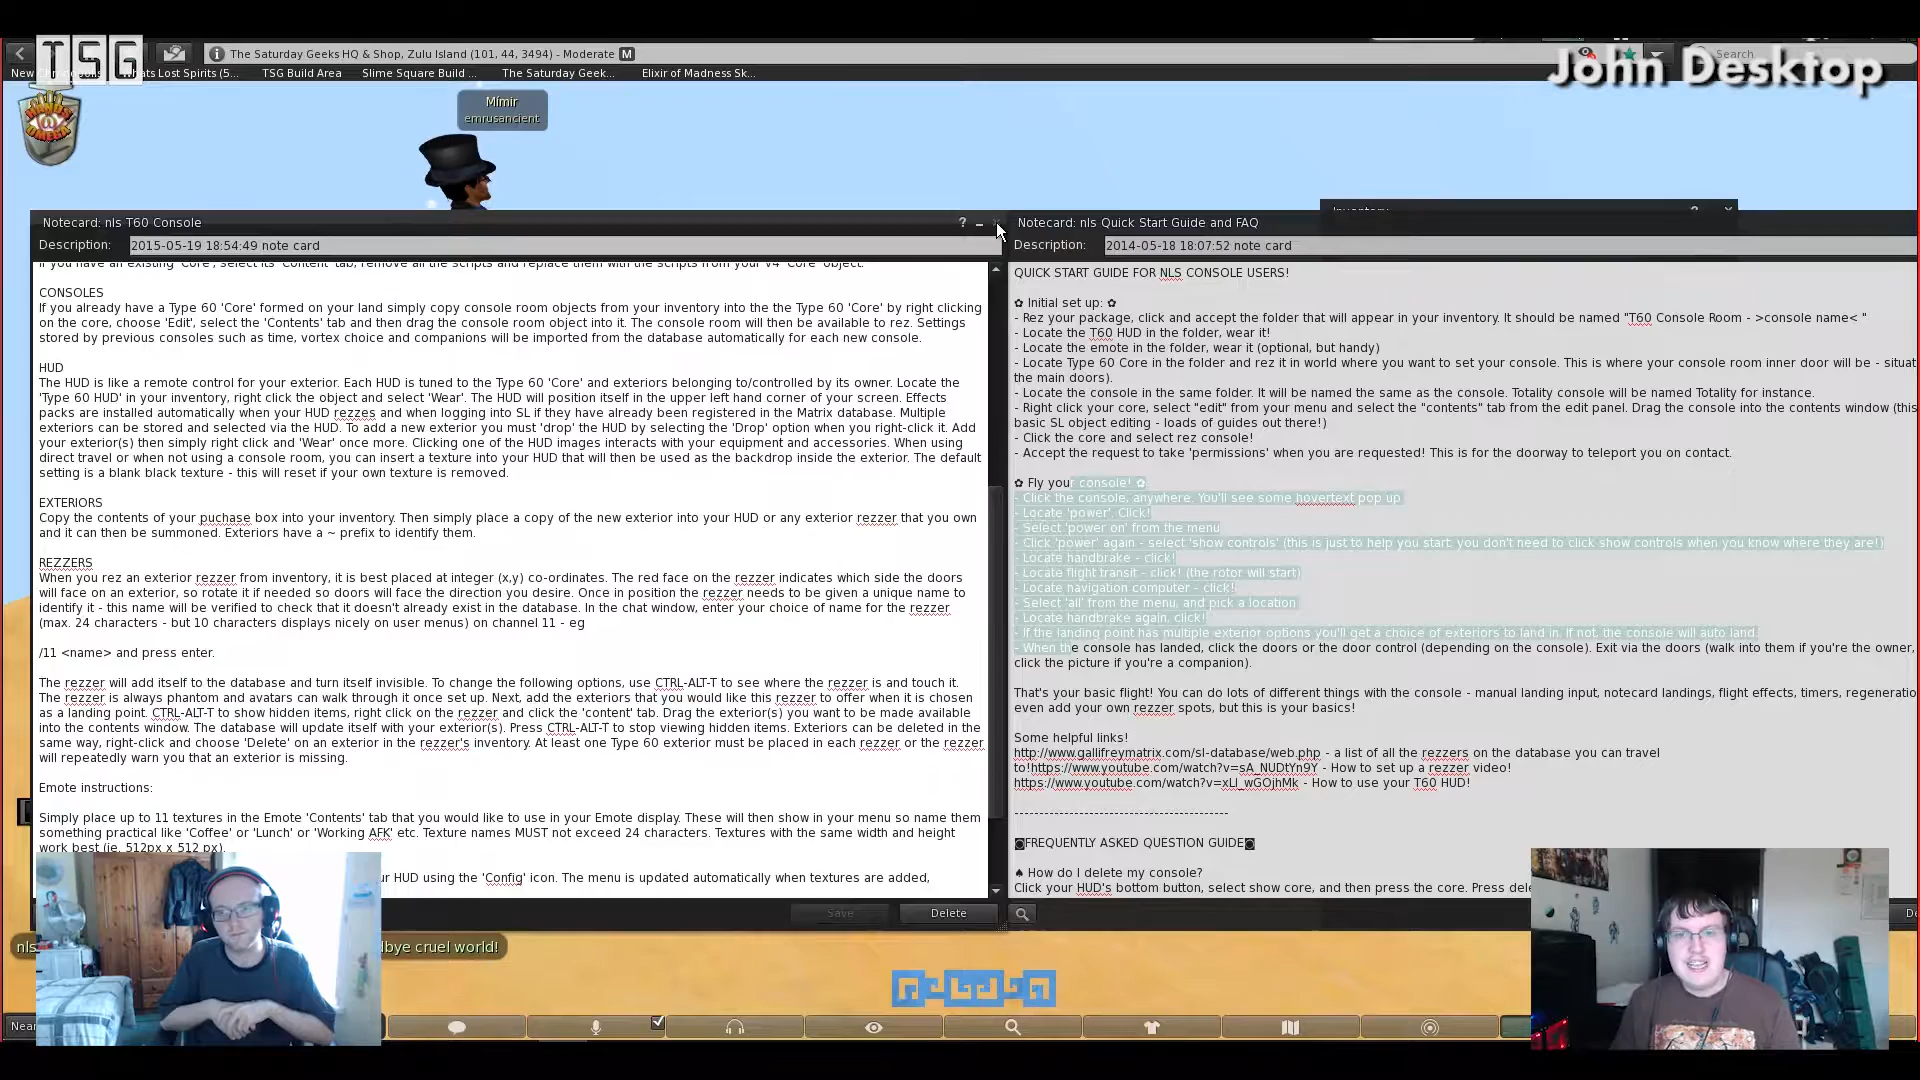 TSG
John Desktop
The Saturday Geeks HQ & Shop, Zulu Island (101, 44, 3494) - Moderate M
Search
Whats Lost Spirits (5...
TSG Build Area
Slime Square Build ...
The Saturday Geek...
Elixir of Madness Sk...
Mímir
emrusancient
Notecard: nls T60 Console
Description:
2015-05-19 18:54:49 note card
If you have an existing 'Core', select its 'Content' tab, remove all the scripts and replace them with the scripts from your v4 'Core' object.
CONSOLES
If you already have a Type 60 'Core' formed on your land simply copy console room objects from your inventory into the the Type 60 'Core' by right clicking
on the core, choose 'Edit', select the 'Contents' tab and then drag the console room object into it. The console room will then be available to rez. Settings
stored by previous consoles such as time, vortex choice and companions will be imported from the database automatically for each new console.
HUD
The HUD is like a remote control for your exterior. Each HUD is tuned to the Type 60 'Core' and exteriors belonging to/controlled by its owner. Locate the
'Type 60 HUD' in your inventory, right click the object and select 'Wear'. The HUD will position itself in the upper left hand corner of your screen. Effects
packs are installed automatically when your HUD rezzes and when logging into SL if they have already been registered in the Matrix database. Multiple
exteriors can be stored and selected via the HUD. To add a new exterior you must 'drop' the HUD by selecting the 'Drop' option when you right-click it. Add
your exterior(s) then simply right click and 'Wear' once more. Clicking one of the HUD images interacts with your equipment and accessories. When using
direct travel or when not using a console room, you can insert a texture into your HUD that will then be used as the backdrop inside the exterior. The default
setting is a blank black texture - this will reset if your own texture is removed.
EXTERIORS
Copy the contents of your puchase box into your inventory. Then simply place a copy of the new exterior into your HUD or any exterior rezzer that you own
and it can then be summoned. Exteriors have a ~ prefix to identify them.
REZZERS
When you rez an exterior rezzer from inventory, it is best placed at integer (x,y) co-ordinates. The red face on the rezzer indicates which side the doors
will face on an exterior, so rotate it if needed so doors will face the direction you desire. Once in position the rezzer needs to be given a unique name to
identify it - this name will be verified to check that it doesn't already exist in the database. In the chat window, enter your choice of name for the rezzer
(max. 24 characters - but 10 characters displays nicely on user menus) on channel 11 - eg
/11 <name> and press enter.
The rezzer will add itself to the database and turn itself invisible. To change the following options, use CTRL-ALT-T to see where the rezzer is and touch it.
The rezzer is always phantom and avatars can walk through it once set up. Next, add the exteriors that you would like this rezzer to offer when it is chosen
as a landing point. CTRL-ALT-T to show hidden items, right click on the rezzer and click the 'content' tab. Drag the exterior(s) you want to be made available
into the contents window. The database will update itself with your exterior(s). Press CTRL-ALT-T to stop viewing hidden items. Exteriors can be deleted in the
same way, right-click and choose 'Delete' on an exterior in the rezzer's inventory. At least one Type 60 exterior must be placed in each rezzer or the rezzer
will repeatedly warn you that an exterior is missing.
Emote instructions:
Simply place up to 11 textures in the Emote 'Contents' tab that you would like to use in your Emote display. These will then show in your menu so name them
something practical like 'Coffee' or 'Lunch' or 'Working AFK' etc. Texture names MUST not exceed 24 characters. Textures with the same width and height
work best (ie. 512px x 512 px).
ur HUD using the 'Config' icon. The menu is updated automatically when textures are added,
Save
Delete
Inventory
Notecard: nls Quick Start Guide and FAQ
Description:
2014-05-18 18:07:52 note card
QUICK START GUIDE FOR NLS CONSOLE USERS!
✿ Initial set up: ✿
- Rez your package, click and accept the folder that will appear in your inventory. It should be named "T60 Console Room - >console name< "
- Locate the T60 HUD in the folder, wear it!
- Locate the emote in the folder, wear it (optional, but handy)
- Locate Type 60 Core in the folder and rez it in world where you want to set your console. This is where your console room inner door will be - situat
the main doors).
- Locate the console in the same folder. It will be named the same as the console. Totality console will be named Totality for instance.
- Right click your core, select "edit" from your menu and select the "contents" tab from the edit panel. Drag the console into the contents window (this
basic SL object editing - loads of guides out there!)
- Click the core and select rez console!
- Accept the request to take 'permissions' when you are requested! This is for the doorway to teleport you on contact.
✿ Fly your console! ✿
- Click the console, anywhere. You'll see some hovertext pop up
- Locate 'power'. Click!
- Select 'power on' from the menu
- Click 'power' again - select 'show controls' (this is just to help you start, you don't need to click show controls when you know where they are!)
- Locate handbrake - click!
- Locate flight transit - click! (the rotor will start)
- Locate navigation computer - click!
- Select 'all' from the menu, and pick a location
- Locate handbrake again, click!
- If the landing point has multiple exterior options you'll get a choice of exteriors to land in. If not, the console will auto land.
- When the console has landed, click the doors or the door control (depending on the console). Exit via the doors (walk into them if you're the owner,
click the picture if you're a companion).
That's your basic flight! You can do lots of different things with the console - manual landing input, notecard landings, flight effects, timers, regeneratio
even add your own rezzer spots, but this is your basics!
Some helpful links!
http://www.gallifreymatrix.com/sl-database/web.php - a list of all the rezzers on the database you can travel
to!https://www.youtube.com/watch?v=sA_NUDtYn9Y - How to set up a rezzer video!
https://www.youtube.com/watch?v=xLl_wGOjhMk - How to use your T60 HUD!
--------------------------------------------
◙FREQUENTLY ASKED QUESTION GUIDE◙
♠ How do I delete my console?
Click your HUD's bottom button, select show core, and then press the core. Press dele
De
nls
dbye cruel world!
Near